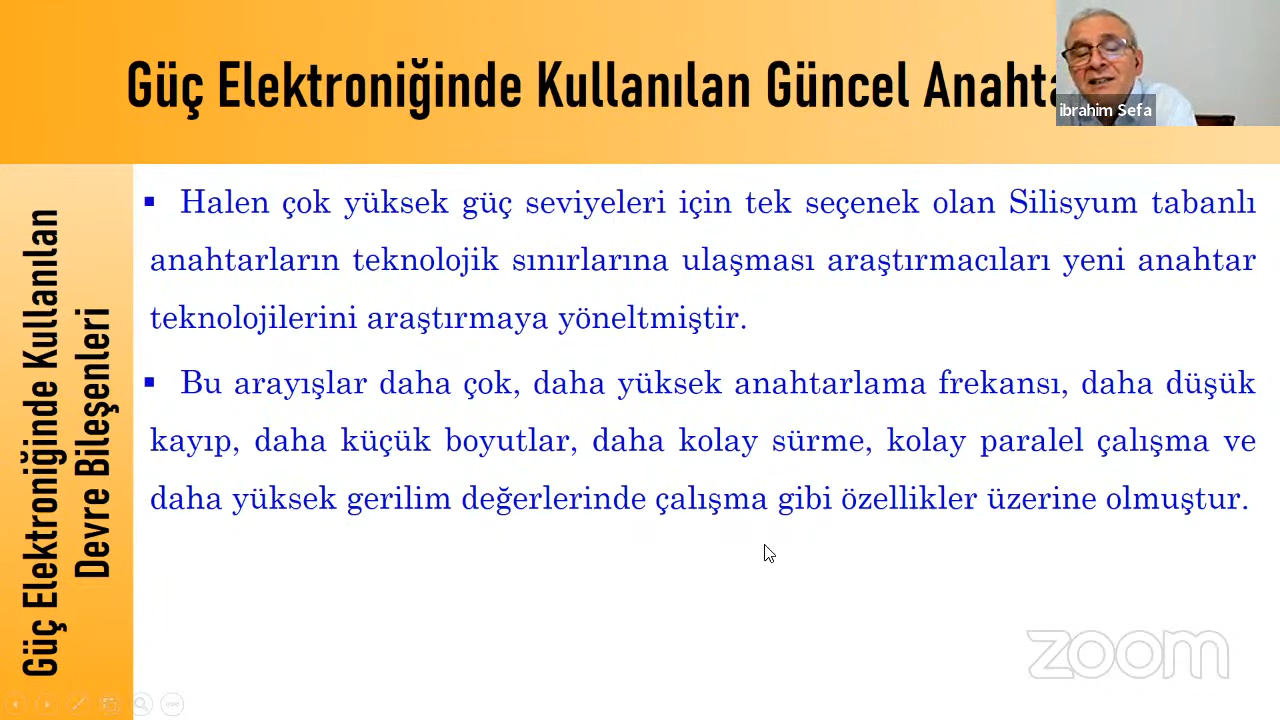 Güç Elektroniğinde Kullanılan Güncel
ibrahim Sefa
Güç Elektroniğinde Kullanılan
Devre Bileşenleri
▪ Halen çok yüksek güç seviyeleri için tek seçenek olan Silisyum tabanlı
anahtarların teknolojik sınırlarına ulaşması araştırmacıları yeni anahtar
teknolojilerini araştırmaya yöneltmiştir.
▪ Bu arayışlar daha çok, daha yüksek anahtarlama frekansı, daha düşük
kayıp, daha küçük boyutlar, daha kolay sürme, kolay paralel çalışma ve
daha yüksek gerilim değerlerinde çalışma gibi özellikler üzerine olmuştur.
zoom